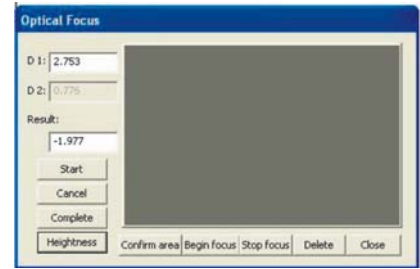 Optical Focus
D 1: 2.753
D 2: 0.776
Result:
-1.977
Start
Cancel
Complete
Heightness
Confirm area Begin focus Stop focus Delete Close